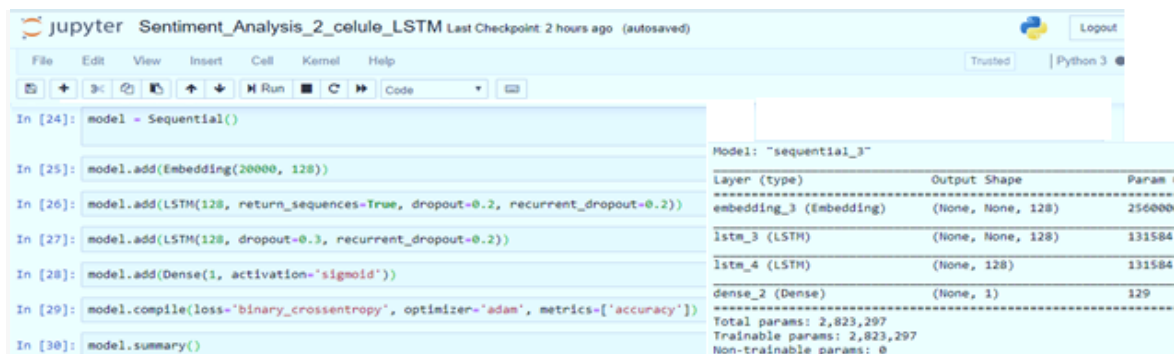 jupyter Sentiment_Analysis_2_celule_LSTM Last Checkpoint: 2 hours ago (autosaved)
Logout
File Edit View Insert Cell Kernel Help
Trusted Python 3
Run Code
In [24]: model = Sequential()
In [25]: model.add(Embedding(20000, 128))
In [26]: model.add(LSTM(128, return_sequences=True, dropout=0.2, recurrent_dropout=0.2))
In [27]: model.add(LSTM(128, dropout=0.3, recurrent_dropout=0.2))
In [28]: model.add(Dense(1, activation='sigmoid'))
In [29]: model.compile(loss='binary_crossentropy', optimizer='adam', metrics=['accuracy'])
In [30]: model.summary()
Model: "sequential_3"
Layer (type) Output Shape Param
embedding_3 (Embedding) (None, None, 128) 2560000
lstm_3 (LSTM) (None, None, 128) 131584
lstm_4 (LSTM) (None, 128) 131584
dense_2 (Dense) (None, 1) 129
Total params: 2,823,297
Trainable params: 2,823,297
Non-trainable params: 0